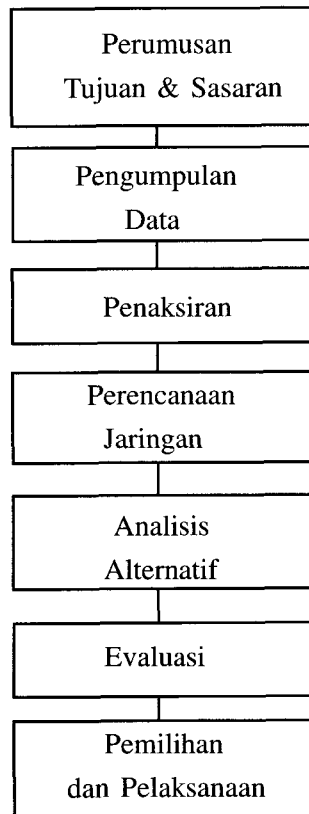 Perumusan
Tujuan & Sasaran
Pengumpulan
Data
Penaksiran
Perencanaan
Jaringan
Analisis
Alternatif
Evaluasi
Pemilihan
dan Pelaksanaan